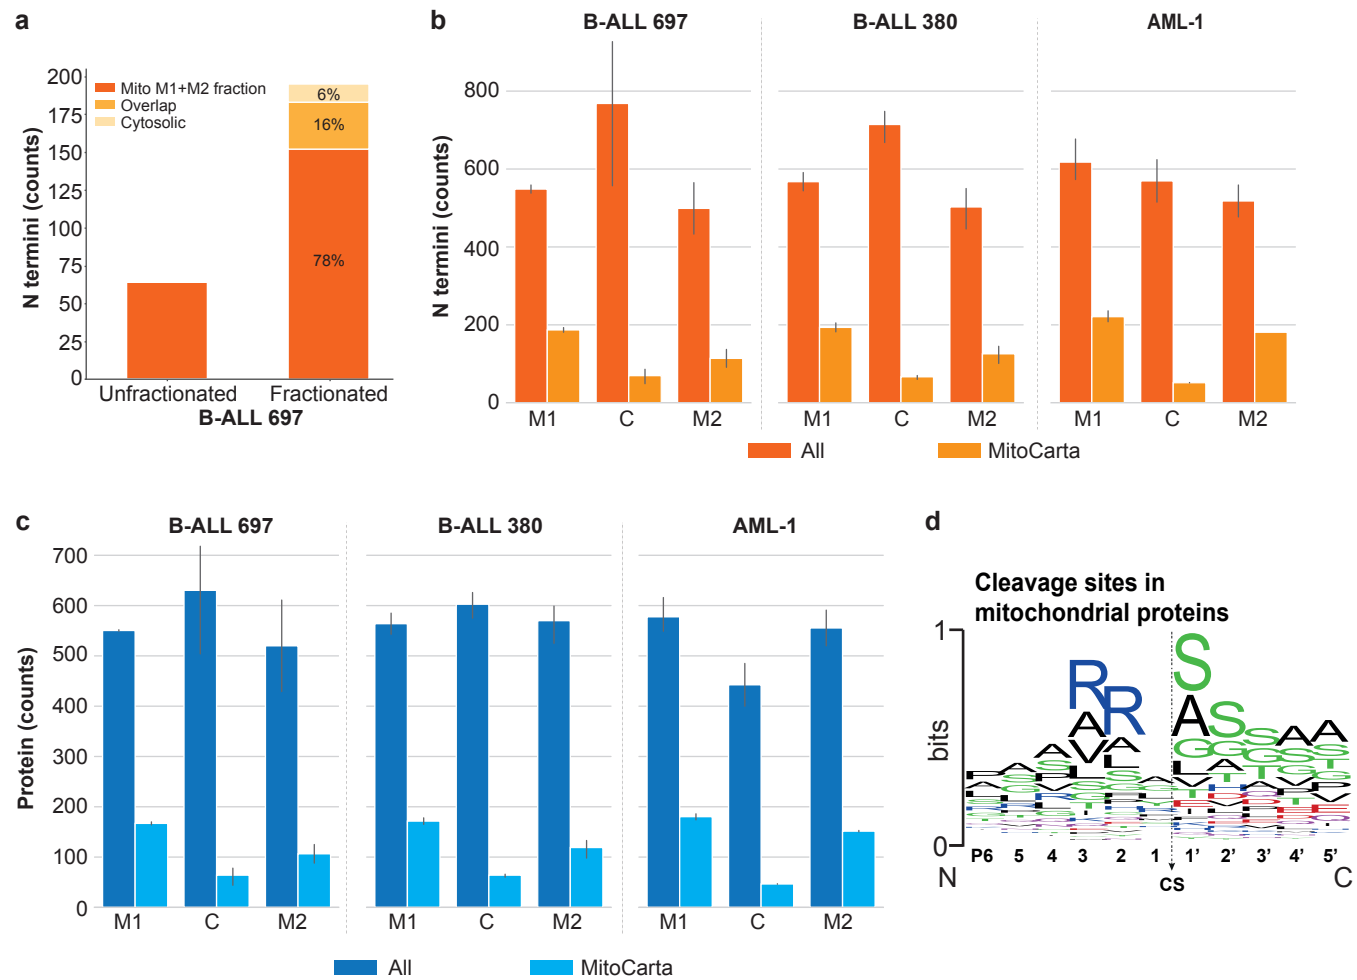 a
200
175
150
125
100
75
50
25
0
N termini (counts)
Mito M1+M2 fraction
Overlap
Cytosolic
6%
16%
78%
Unfractionated
Fractionated
B-ALL 697
b
B-ALL 697
B-ALL 380
AML-1
N termini (counts)
800
600
400
200
0
M1 C M2
M1 C M2
M1 C M2
All
MitoCarta
c
B-ALL 697
B-ALL 380
AML-1
Protein (counts)
700
600
500
400
300
200
100
0
M1 C M2
M1 C M2
M1 C M2
All
MitoCarta
d
Cleavage sites in
mitochondrial proteins
1
bits
0
R R S
A A A S S A A
P6 5 4 3 2 1 1' 2' 3' 4' 5'
N
CS
C